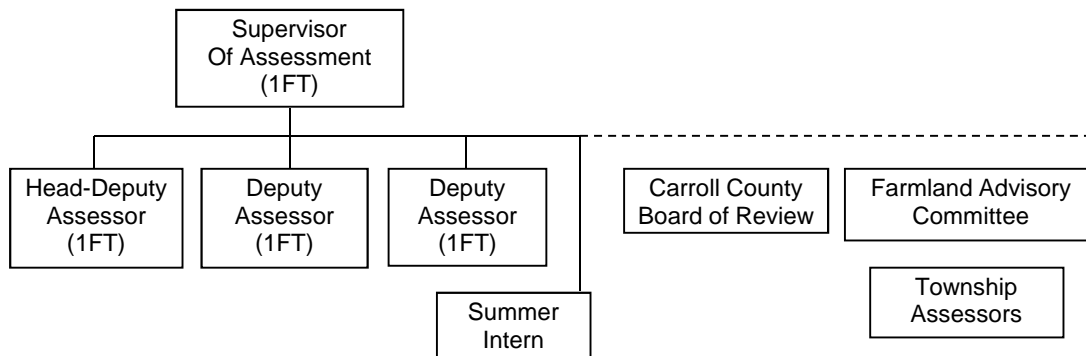 Supervisor
Of Assessment
(1FT)
Head-Deputy
Assessor
(1FT)
Deputy
Assessor
(1FT)
Deputy
Assessor
(1FT)
Carroll County
Board of Review
Farmland Advisory
Committee
Township
Assessors
Summer
Intern